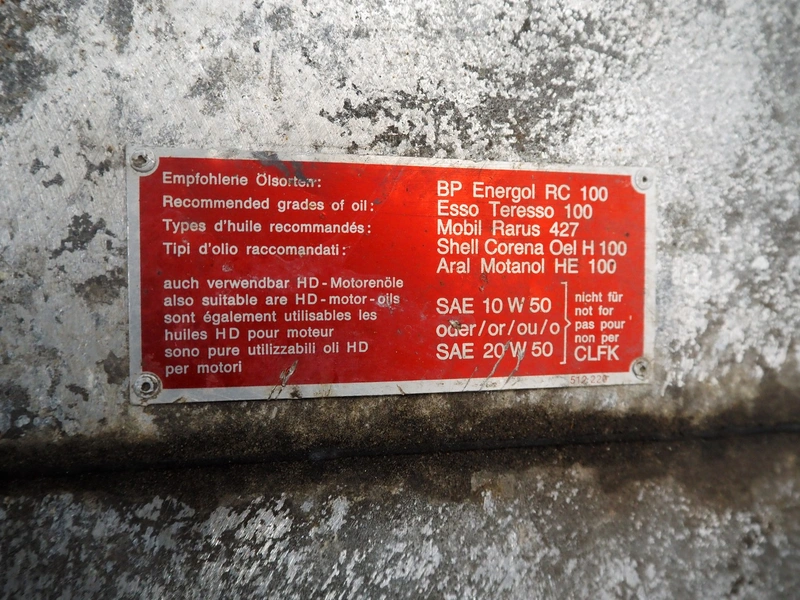 Empfohlene Ölsorten:
Recommended grades of oil:
Types d'huile recommandés:
Tipi d'olio raccomandati:
BP Energol RC 100
Esso Teresso 100
Mobil Rarus 427
Shell Corena Oel H 100
Aral Motanol HE 100
auch verwendbar HD-Motorenöle
also suitable are HD-motor-oils
sont également utilisables les
huiles HD pour moteur
sono pure utilizzabili oli HD
per motori
SAE 10 W 50
oder/or/ou/o
SAE 20 W 50
nicht für
not for
pas pour
non per
CLFK
512 220